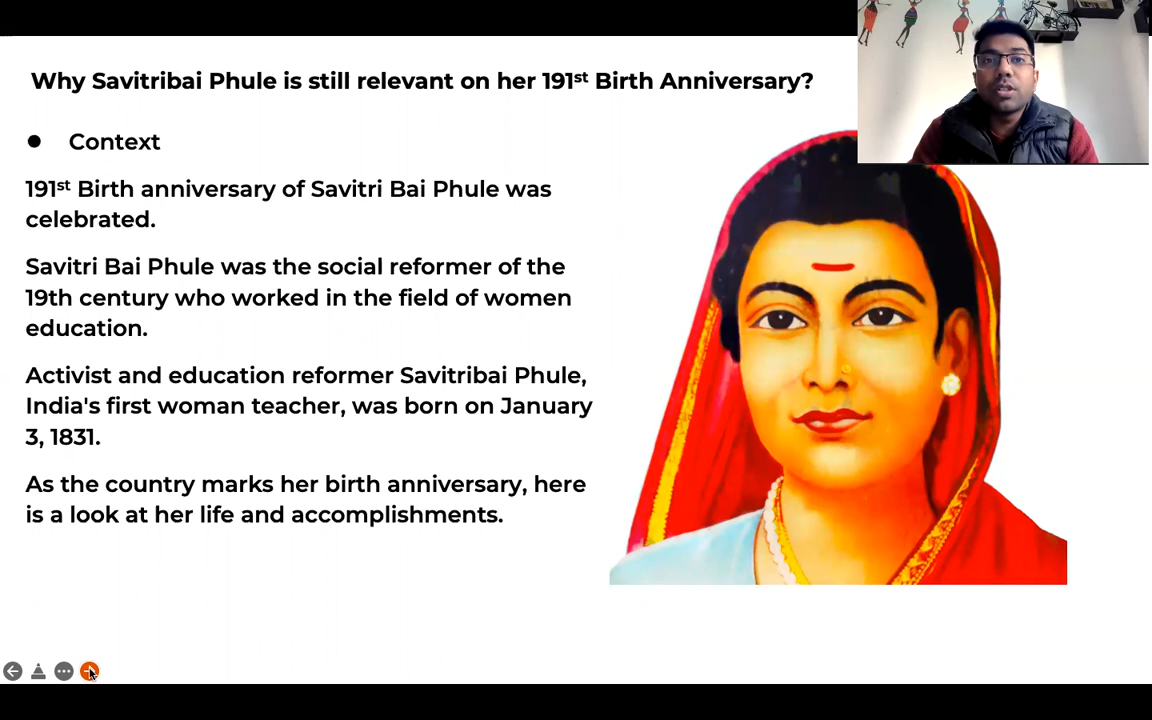 Why Savitribai Phule is still relevant on her 191st Birth Anniversary?
● Context
191st Birth anniversary of Savitri Bai Phule was
celebrated.
Savitri Bai Phule was the social reformer of the
19th century who worked in the field of women
education.
Activist and education reformer Savitribai Phule,
India's first woman teacher, was born on January
3, 1831.
As the country marks her birth anniversary, here
is a look at her life and accomplishments.